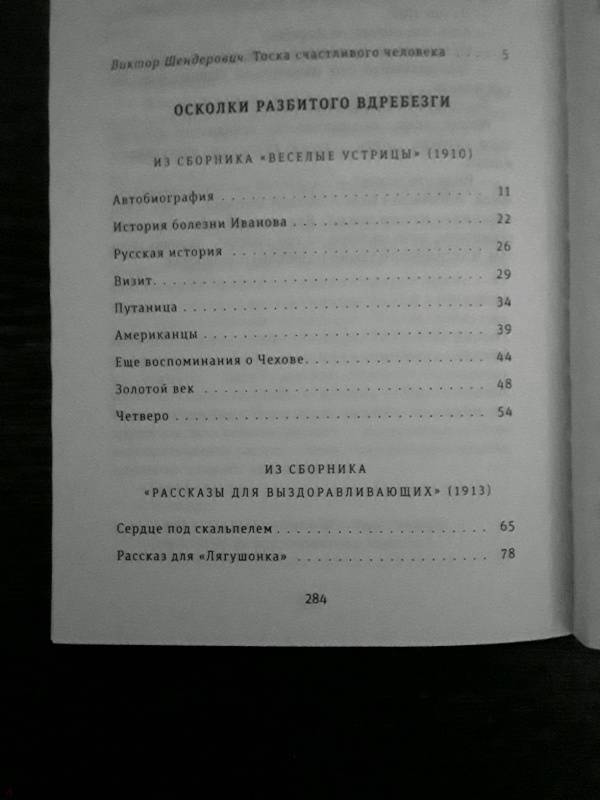 Виктор Шендерович. Тоска счастливого человека . . . . 5
ОСКОЛКИ РАЗБИТОГО ВДРЕБЕЗГИ
ИЗ СБОРНИКА «ВЕСЕЛЫЕ УСТРИЦЫ» (1910)
Автобиография . . . . . . . . . . . . . . . . . . . . . . . 11
История болезни Иванова . . . . . . . . . . . . . . . . 22
Русская история . . . . . . . . . . . . . . . . . . . . . . 26
Визит. . . . . . . . . . . . . . . . . . . . . . . . . . . . 29
Путаница . . . . . . . . . . . . . . . . . . . . . . . . . . 34
Американцы . . . . . . . . . . . . . . . . . . . . . . . . 39
Еще воспоминания о Чехове. . . . . . . . . . . . . . . 44
Золотой век . . . . . . . . . . . . . . . . . . . . . . . . 48
Четверо . . . . . . . . . . . . . . . . . . . . . . . . . . 54
ИЗ СБОРНИКА
«РАССКАЗЫ ДЛЯ ВЫЗДОРАВЛИВАЮЩИХ» (1913)
Сердце под скальпелем . . . . . . . . . . . . . . . . . . 65
Рассказ для «Лягушонка» . . . . . . . . . . . . . . . . 78
284